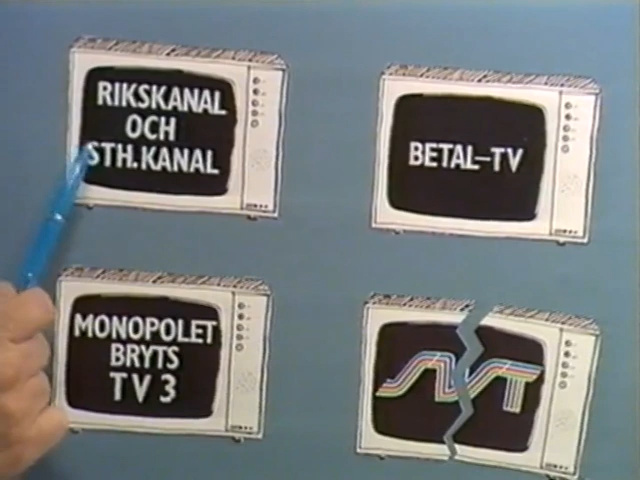 RIKSKANAL
OCH
STH.KANAL
BETAL-TV
MONOPOLET
BRYTS
TV 3
SVT